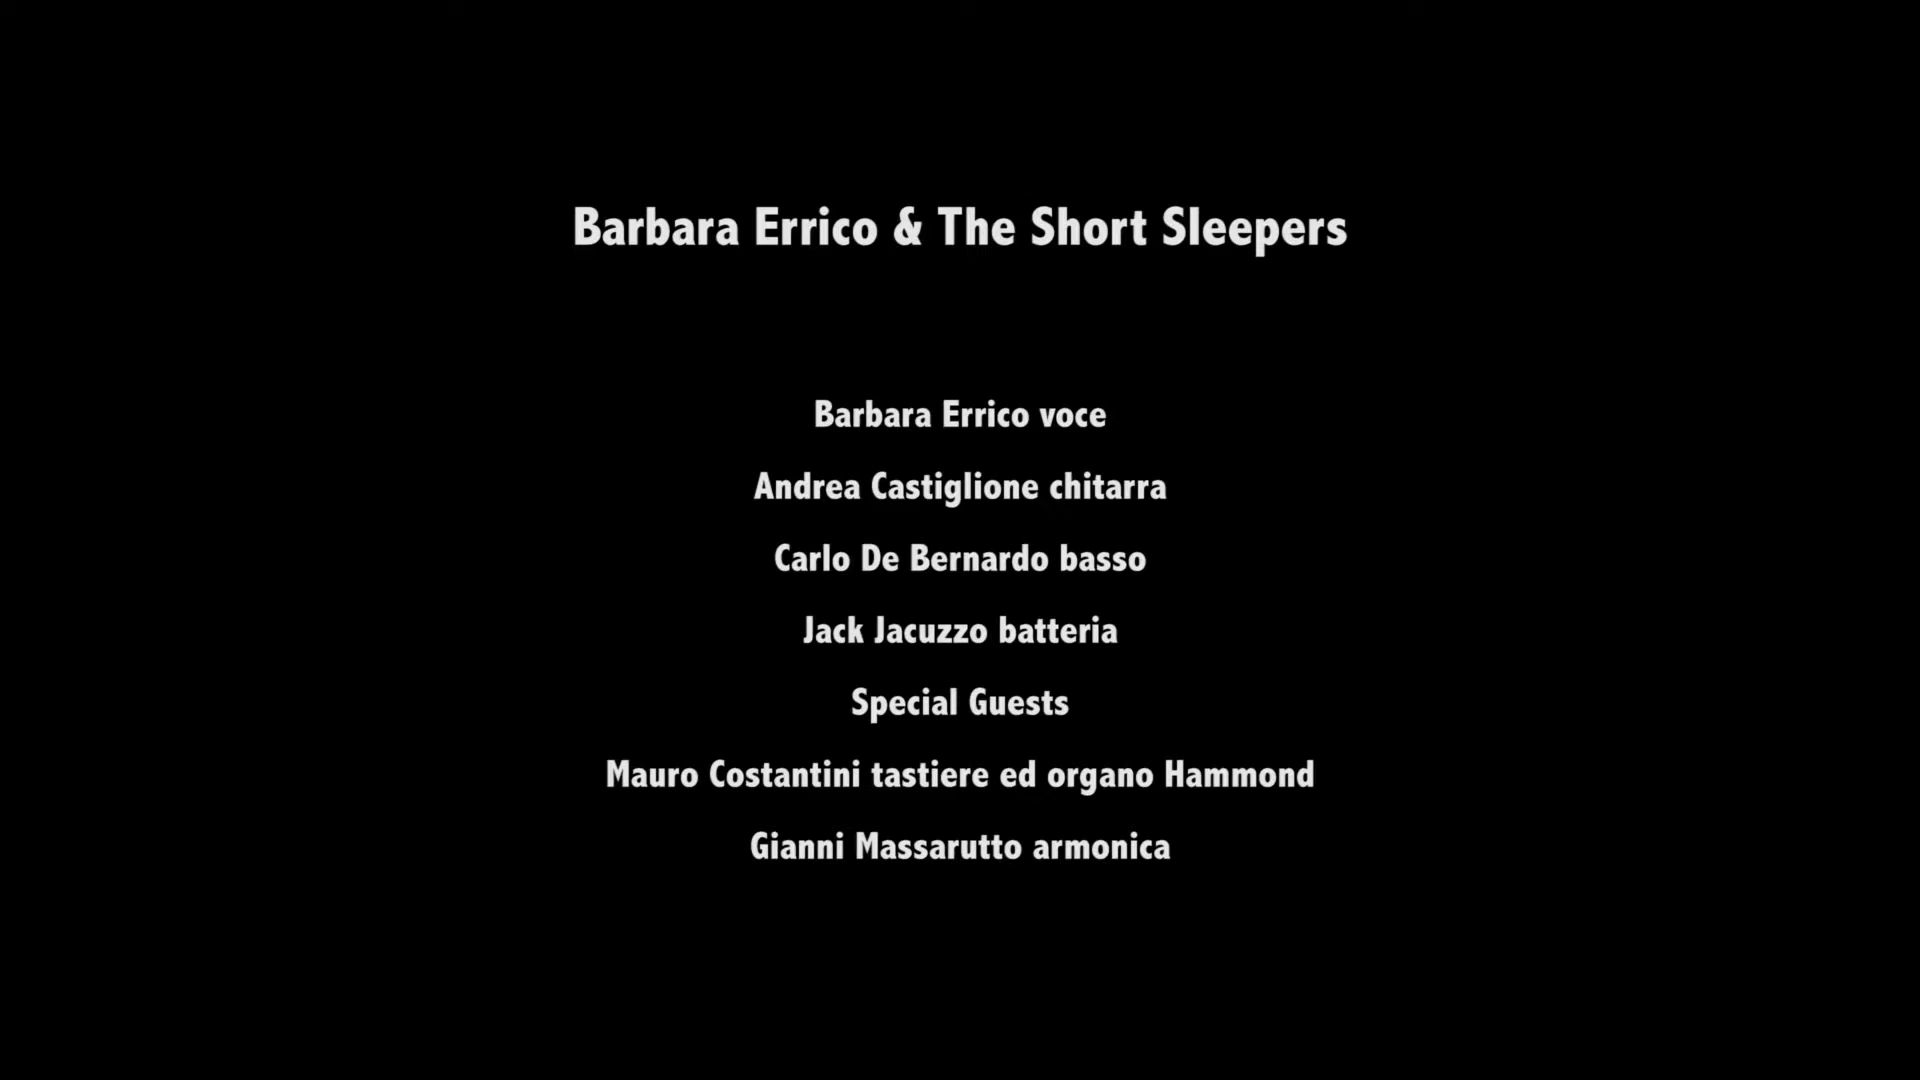 Barbara Errico & The Short Sleepers
Barbara Errico voce
Andrea Castiglione chitarra
Carlo De Bernardo basso
Jack Jacuzzo batteria
Special Guests
Mauro Costantini tastiere ed organo Hammond
Gianni Massarutto armonica